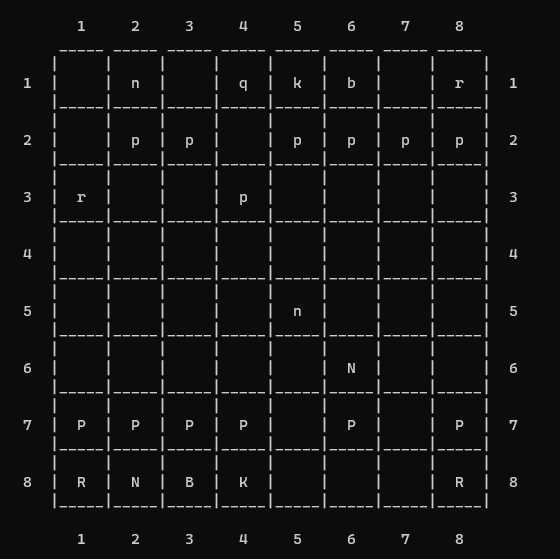 1 2 3 4 5 6 7 8
1 n q k b r 1
2 p p p p p p 2
3 r p 3
4 4
5 n 5
6 N 6
7 P P P P P P 7
8 R N B K R 8
1 2 3 4 5 6 7 8